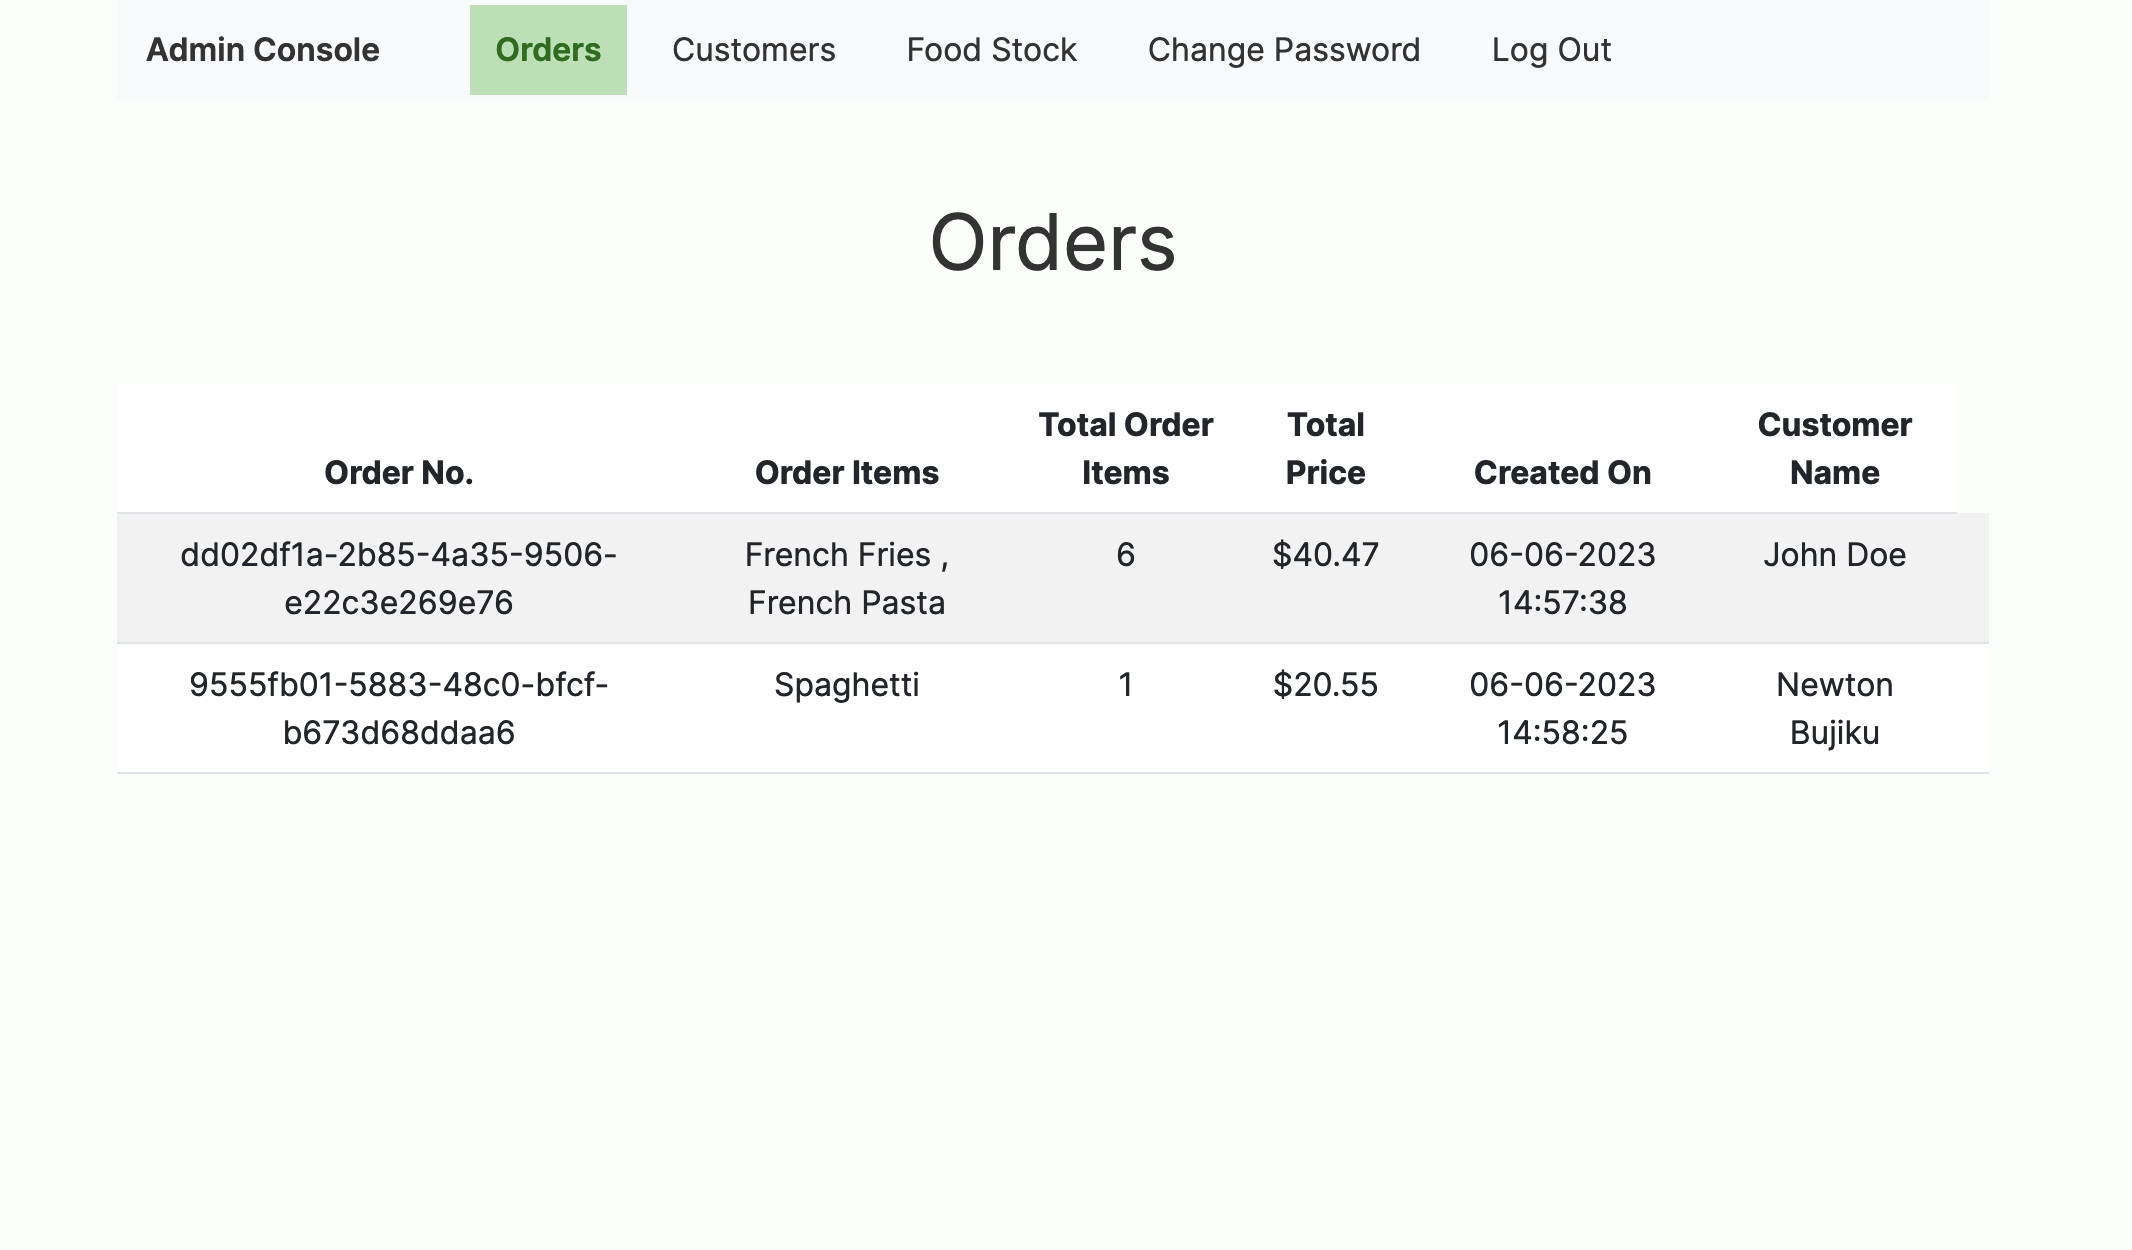 Admin Console Orders Customers Food Stock Change Password Log Out
Orders
Order No. Order Items Total Order Items Total Price Created On Customer Name
dd02df1a-2b85-4a35-9506- French Fries , 6 $40.47 06-06-2023 John Doe
e22c3e269e76 French Pasta 14:57:38
9555fb01-5883-48c0-bfcf- Spaghetti 1 $20.55 06-06-2023 Newton
b673d68ddaa6 14:58:25 Bujiku